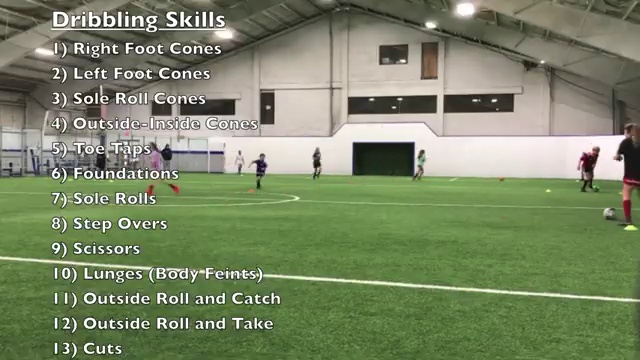 Dribbling Skills
1) Right Foot Cones
2) Left Foot Cones
3) Sole Roll Cones
4) Outside-Inside Cones
5) Toe Taps
6) Foundations
7) Sole Rolls
8) Step Overs
9) Scissors
10) Lunges (Body Feints)
11) Outside Roll and Catch
12) Outside Roll and Take
13) Cuts